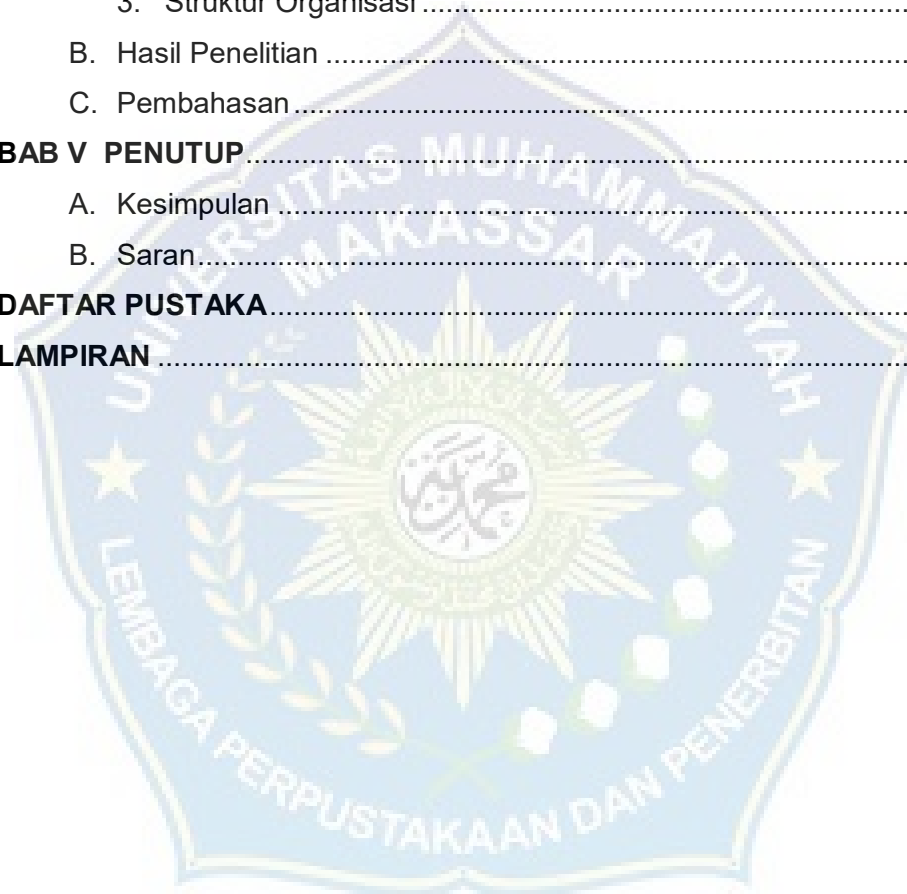 3. Struktur Organisasi ........................................................
B. Hasil Penelitian ........................................................................
C. Pembahasan ............................................................................
BAB V PENUTUP ..................................................................................
A. Kesimpulan ..............................................................................
B. Saran ........................................................................................
DAFTAR PUSTAKA ...............................................................................
LAMPIRAN .............................................................................................
UNIVERSITAS MUHAMMADIYAH
MAKASSAR
LEMBAGA PERPUSTAKAAN DAN PENERBITAN